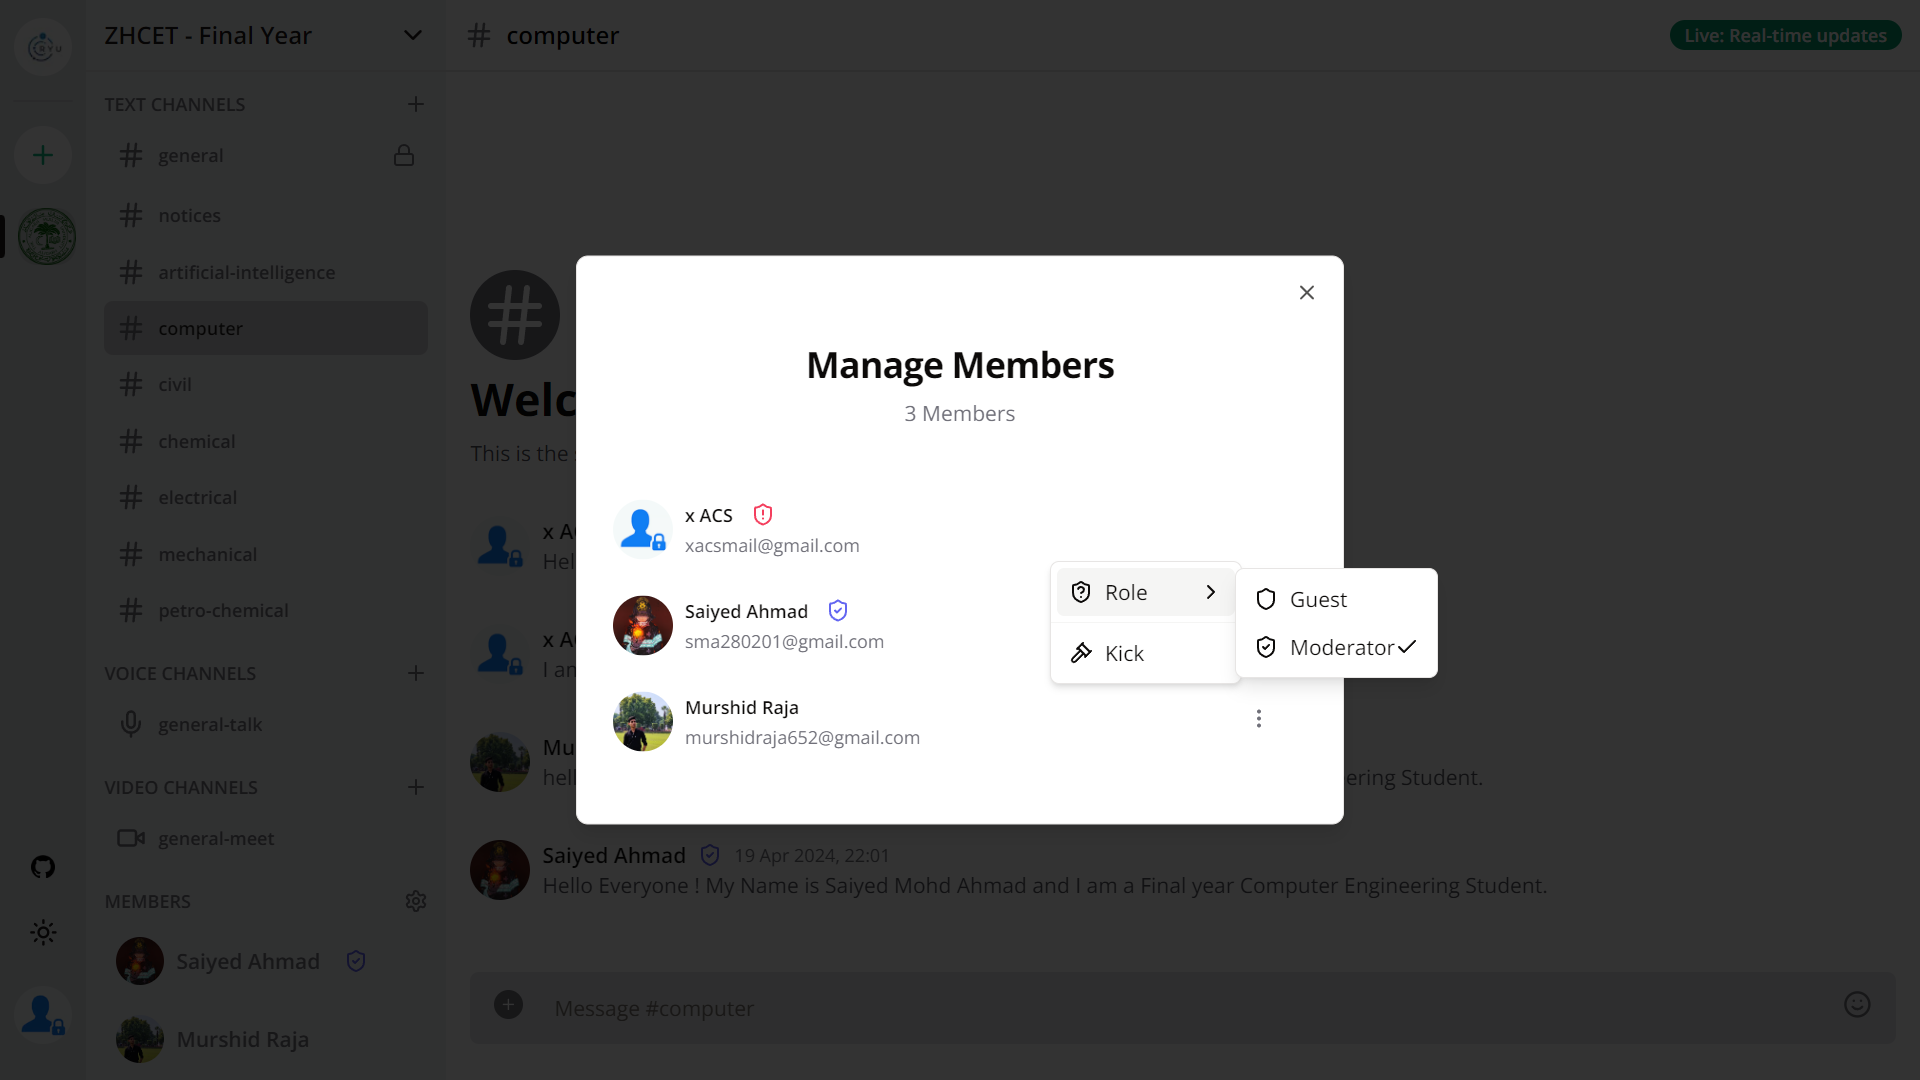 ZHCET - Final Year
TEXT CHANNELS
general
notices
artificial-intelligence
computer
civil
chemical
electrical
mechanical
petro-chemical
VOICE CHANNELS
general-talk
VIDEO CHANNELS
general-meet
MEMBERS
Saiyed Ahmad
Murshid Raja
# computer
Live: Real-time updates
Welc
This is the
x A
Hel
x A
I am
Mu
hel
ering Student.
Saiyed Ahmad 19 Apr 2024, 22:01
Hello Everyone ! My Name is Saiyed Mohd Ahmad and I am a Final year Computer Engineering Student.
Message #computer
Manage Members
3 Members
x ACS
xacsmail@gmail.com
Saiyed Ahmad
sma280201@gmail.com
Murshid Raja
murshidraja652@gmail.com
Role
Kick
Guest
Moderator